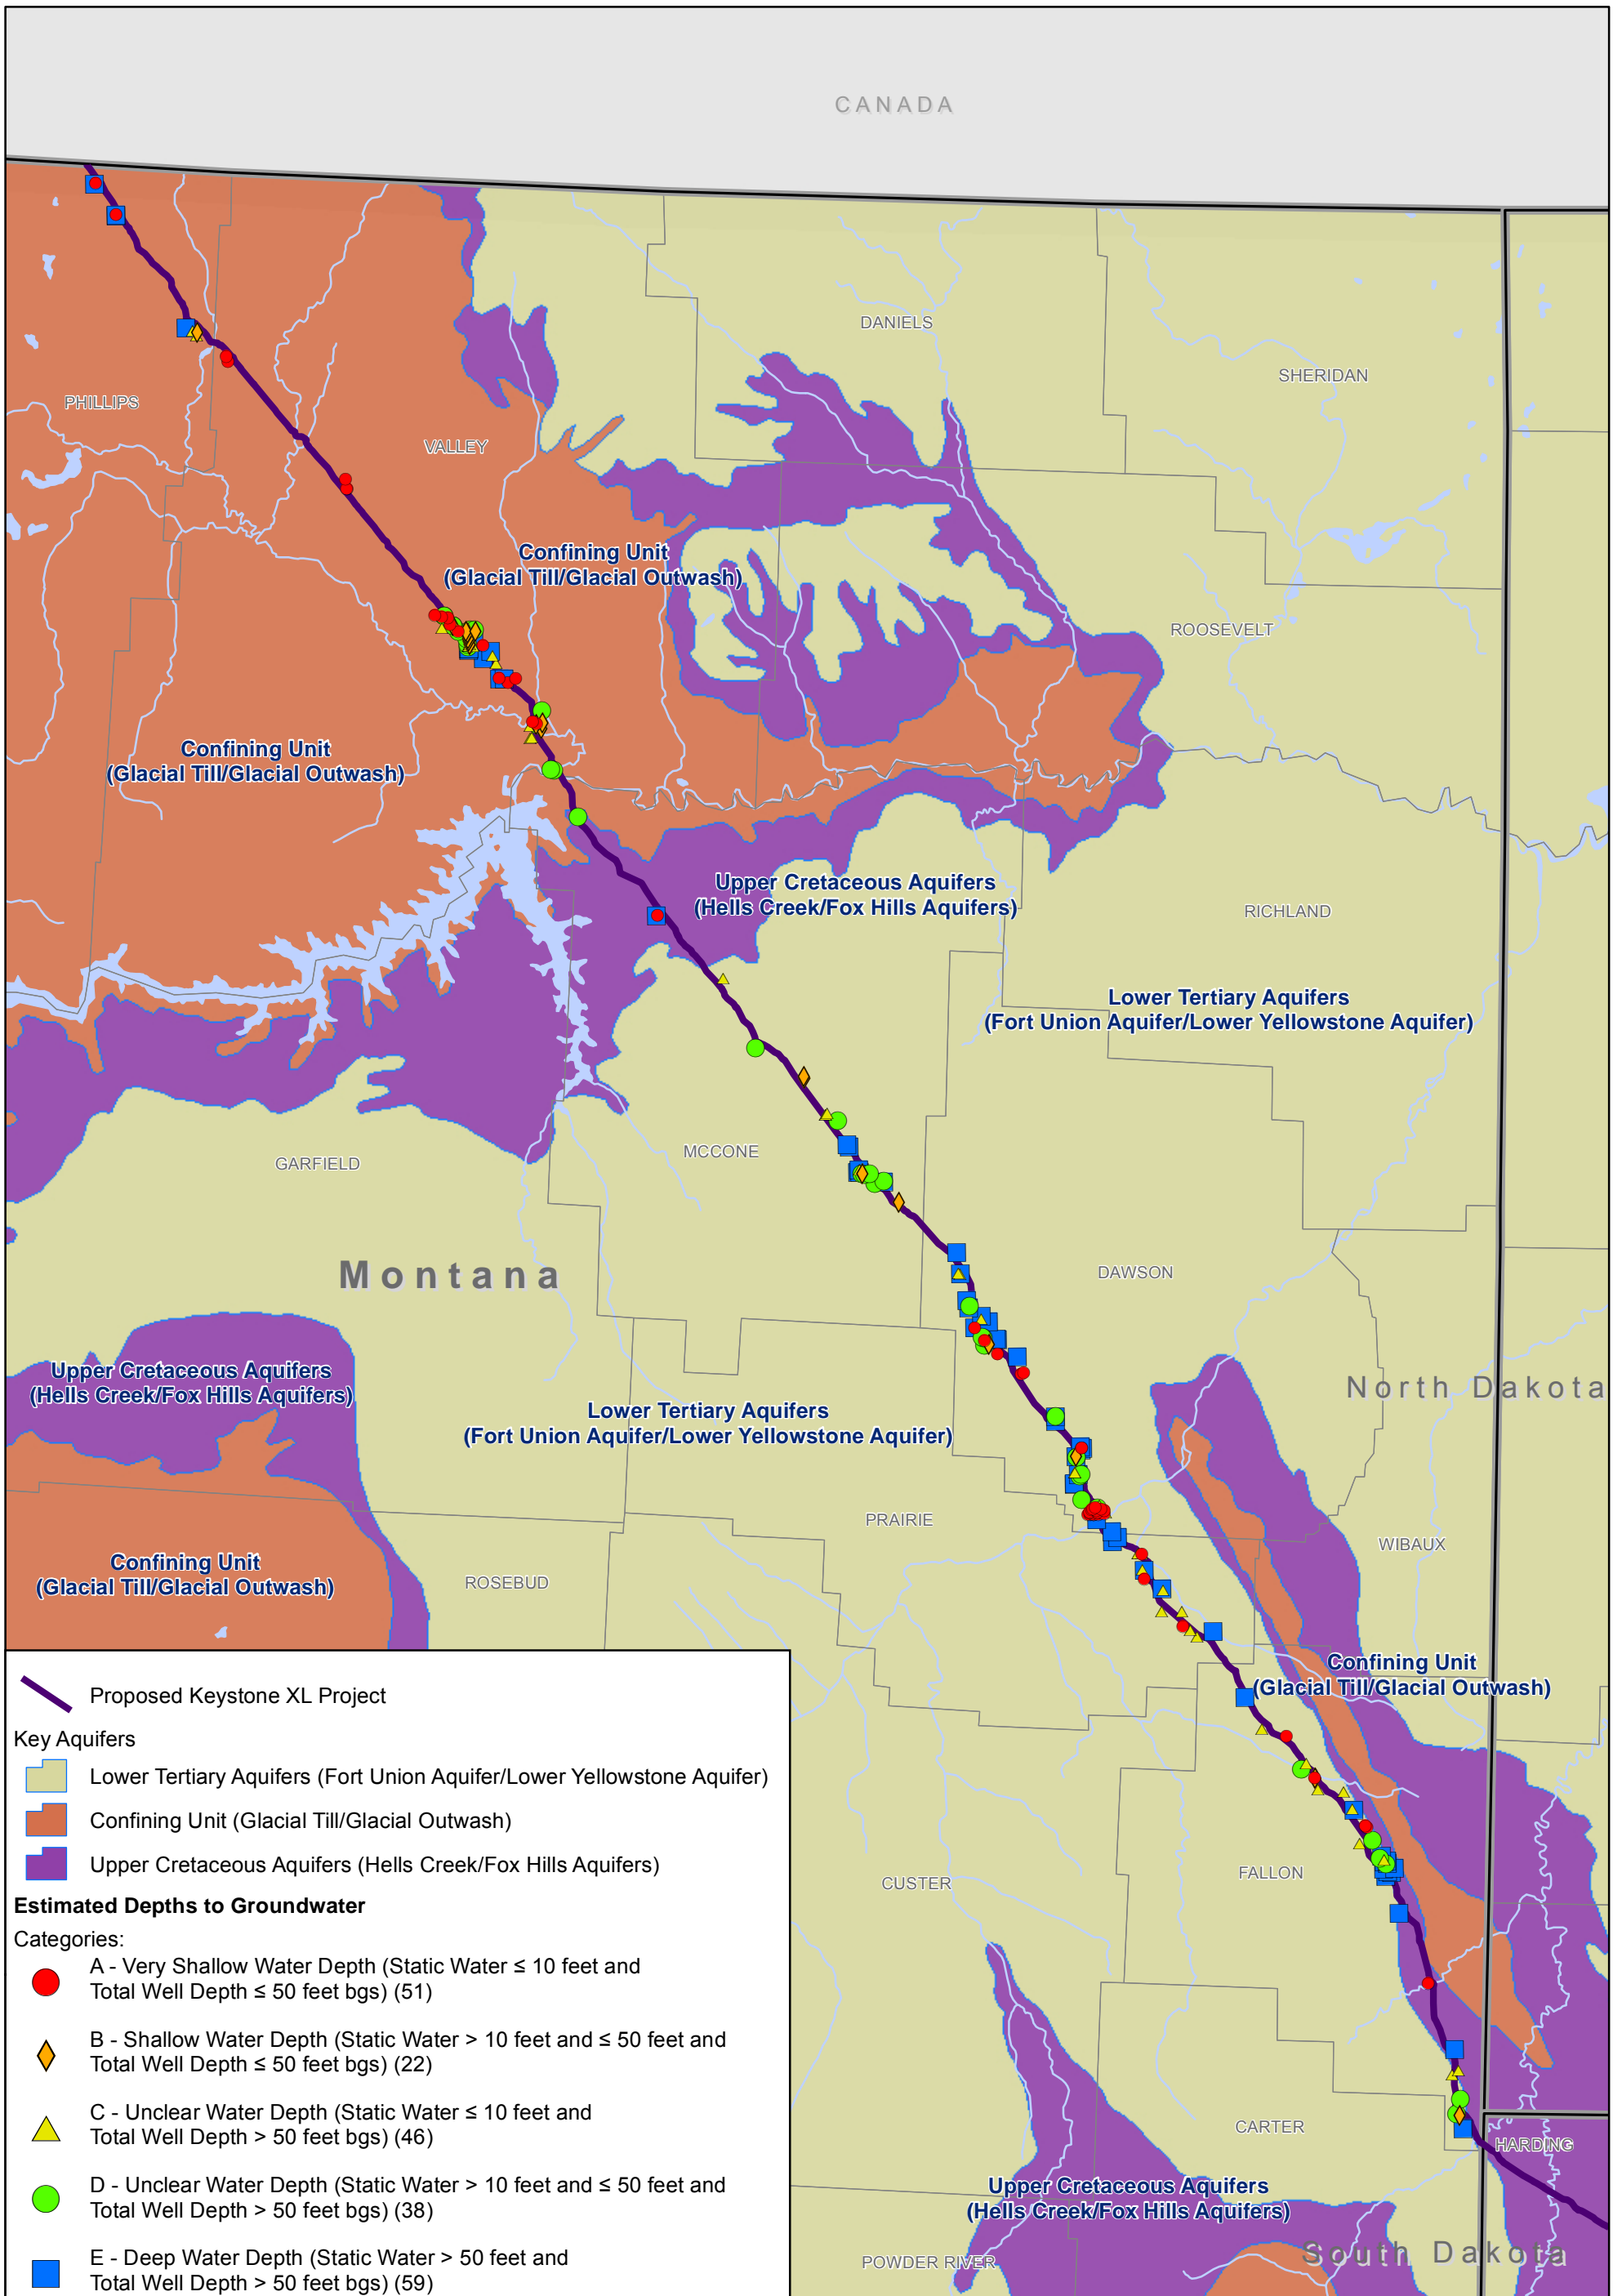 CANADA
DANIELS
SHERIDAN
PHILLIPS
VALLEY
Confining Unit
(Glacial Till/Glacial Outwash)
ROOSEVELT
Confining Unit
(Glacial Till/Glacial Outwash)
Upper Cretaceous Aquifers
(Hells Creek/Fox Hills Aquifers)
RICHLAND
Lower Tertiary Aquifers
(Fort Union Aquifer/Lower Yellowstone Aquifer)
MCCONE
GARFIELD
Montana
DAWSON
Upper Cretaceous Aquifers
(Hells Creek/Fox Hills Aquifers)
North Dakota
Lower Tertiary Aquifers
(Fort Union Aquifer/Lower Yellowstone Aquifer)
PRAIRIE
WIBAUX
Confining Unit
(Glacial Till/Glacial Outwash)
ROSEBUD
Confining Unit
(Glacial Till/Glacial Outwash)
CUSTER
FALLON
CARTER
HARDING
Upper Cretaceous Aquifers
(Hells Creek/Fox Hills Aquifers)
POWDER RIVER
South Dakota
Proposed Keystone XL Project
Key Aquifers
Lower Tertiary Aquifers (Fort Union Aquifer/Lower Yellowstone Aquifer)
Confining Unit (Glacial Till/Glacial Outwash)
Upper Cretaceous Aquifers (Hells Creek/Fox Hills Aquifers)
Estimated Depths to Groundwater
Categories:
A - Very Shallow Water Depth (Static Water ≤ 10 feet and
Total Well Depth ≤ 50 feet bgs) (51)
B - Shallow Water Depth (Static Water > 10 feet and ≤ 50 feet and
Total Well Depth ≤ 50 feet bgs) (22)
C - Unclear Water Depth (Static Water ≤ 10 feet and
Total Well Depth > 50 feet bgs) (46)
D - Unclear Water Depth (Static Water > 10 feet and ≤ 50 feet and
Total Well Depth > 50 feet bgs) (38)
E - Deep Water Depth (Static Water > 50 feet and
Total Well Depth > 50 feet bgs) (59)